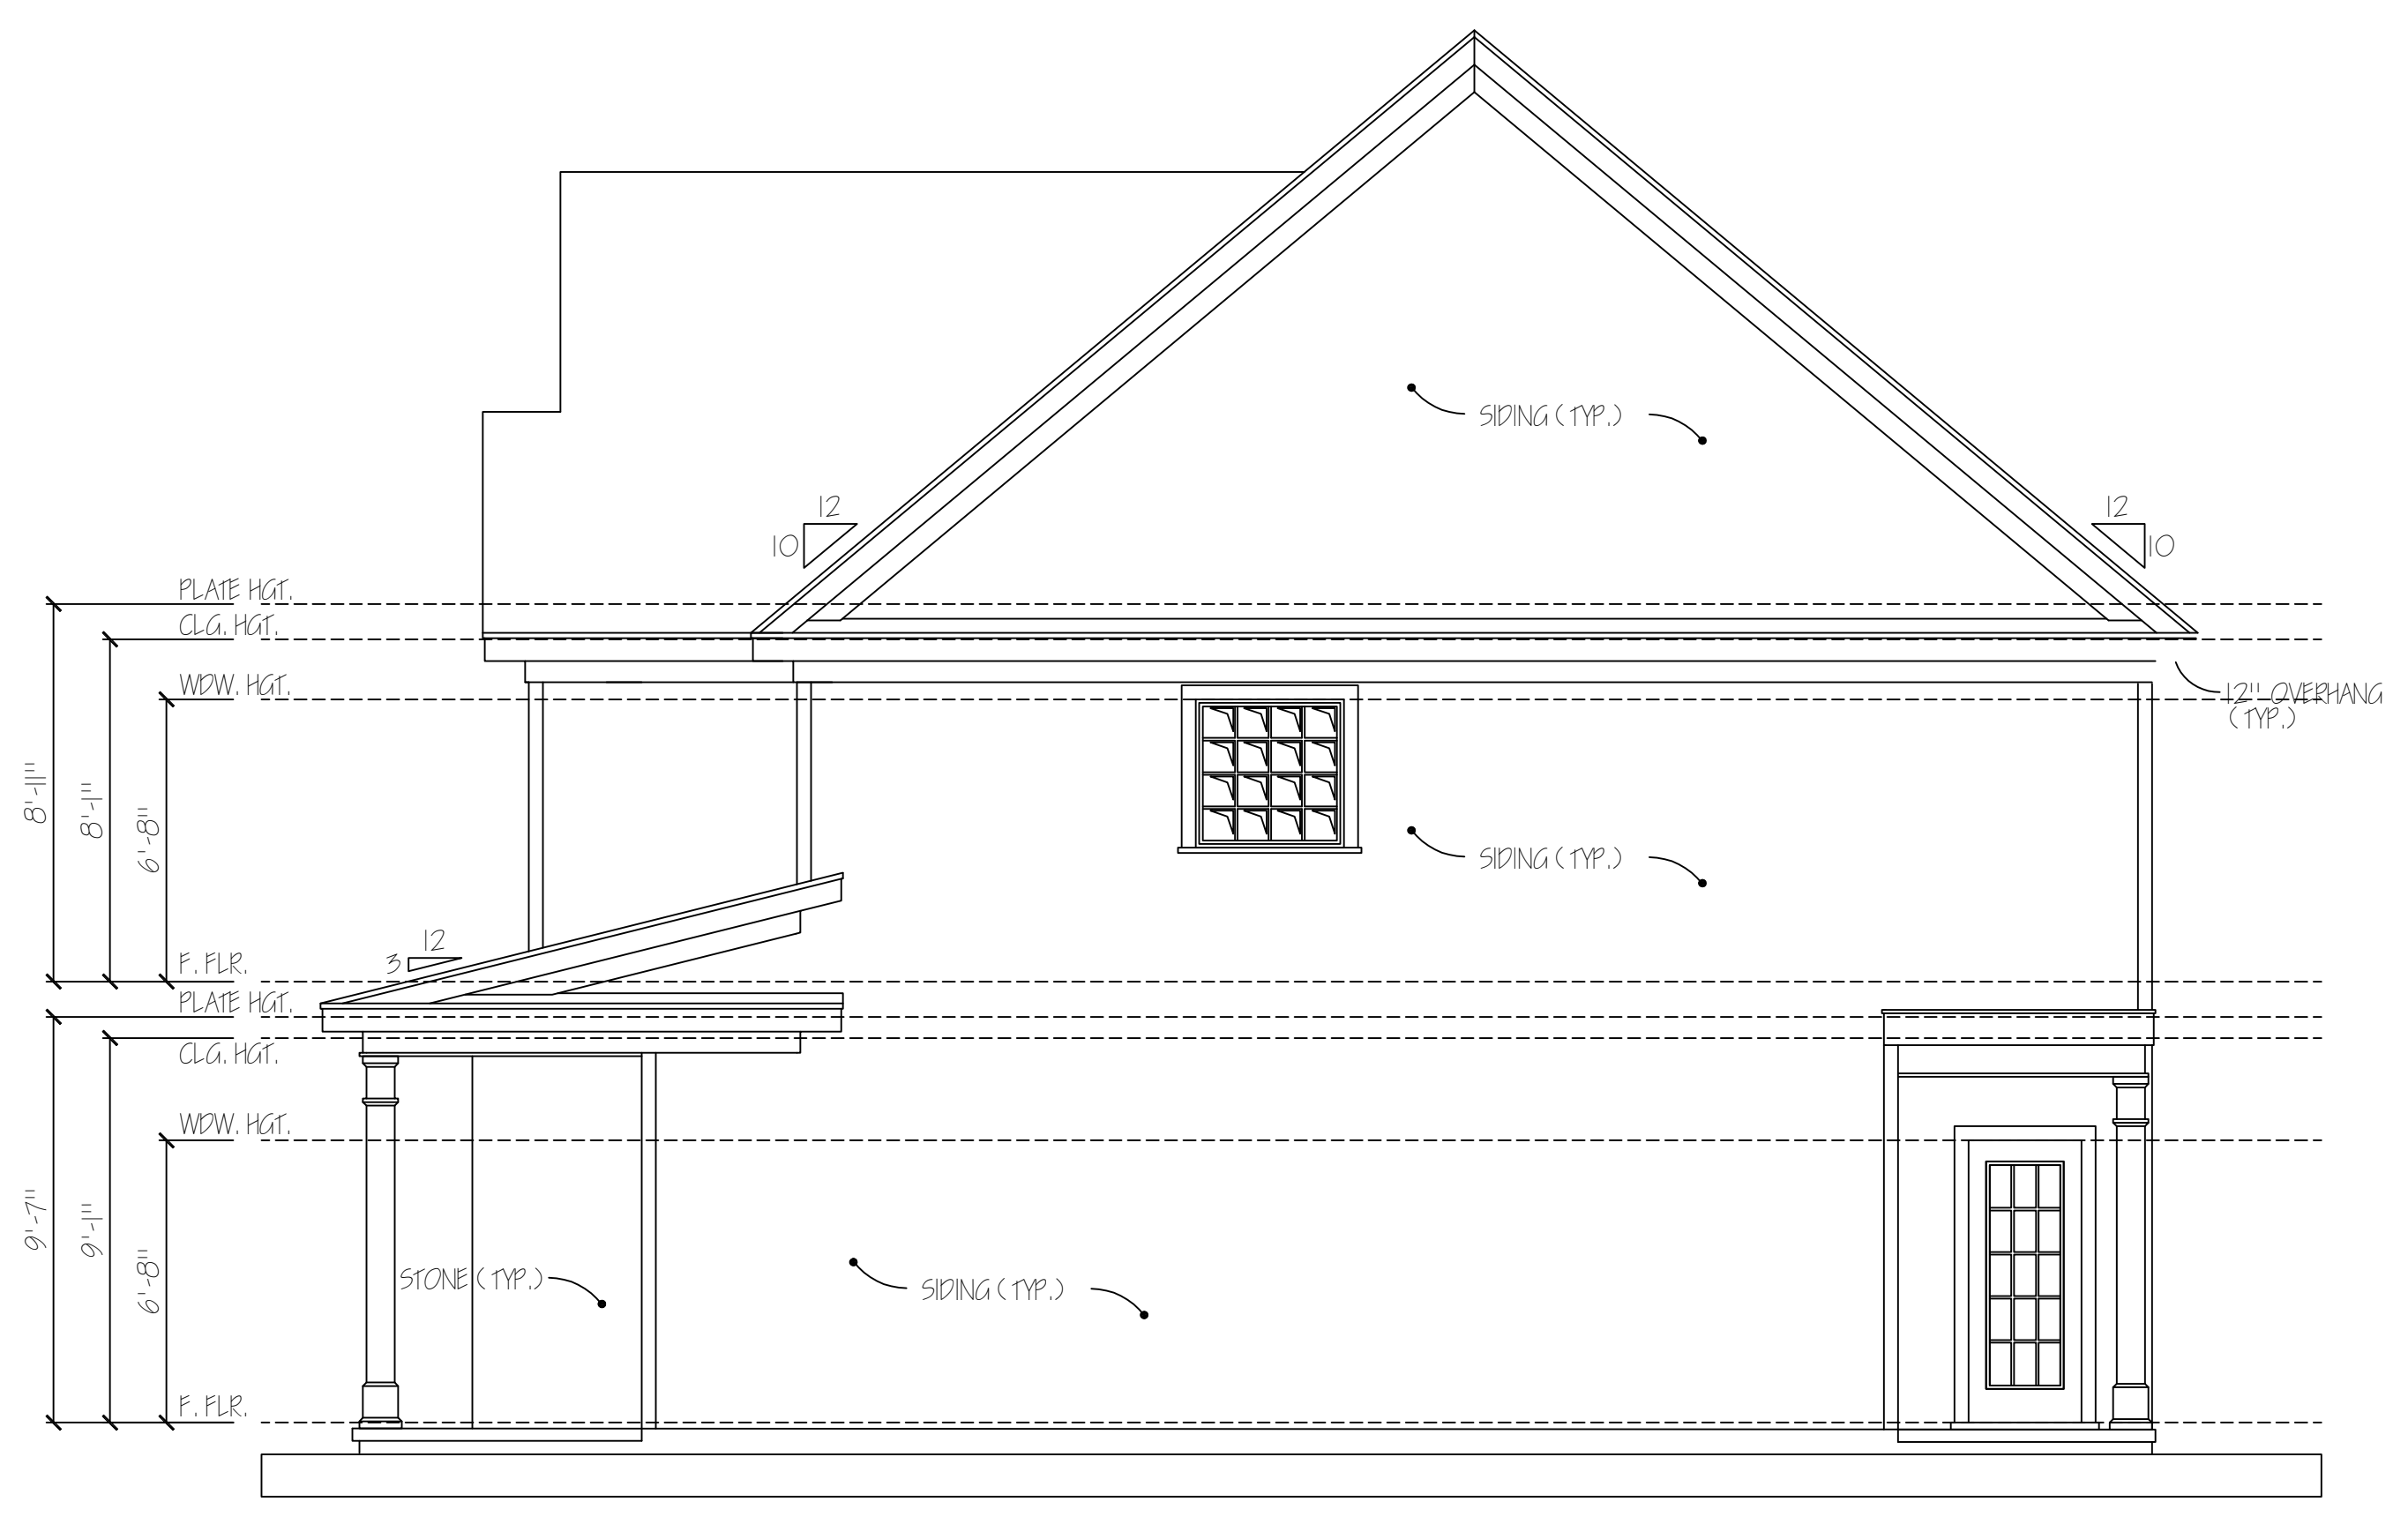 SIDING (TYP.)
12
10
12
10
PLATE HGT.
CLG. HGT.
WDW. HGT.
12" OVERHANG
(TYP.)
8'-11"
8'-1"
6'-8"
SIDING (TYP.)
12
3
F. FLR.
PLATE HGT.
CLG. HGT.
WDW. HGT.
9'-7"
9'-1"
6'-8"
STONE (TYP.)
SIDING (TYP.)
F. FLR.